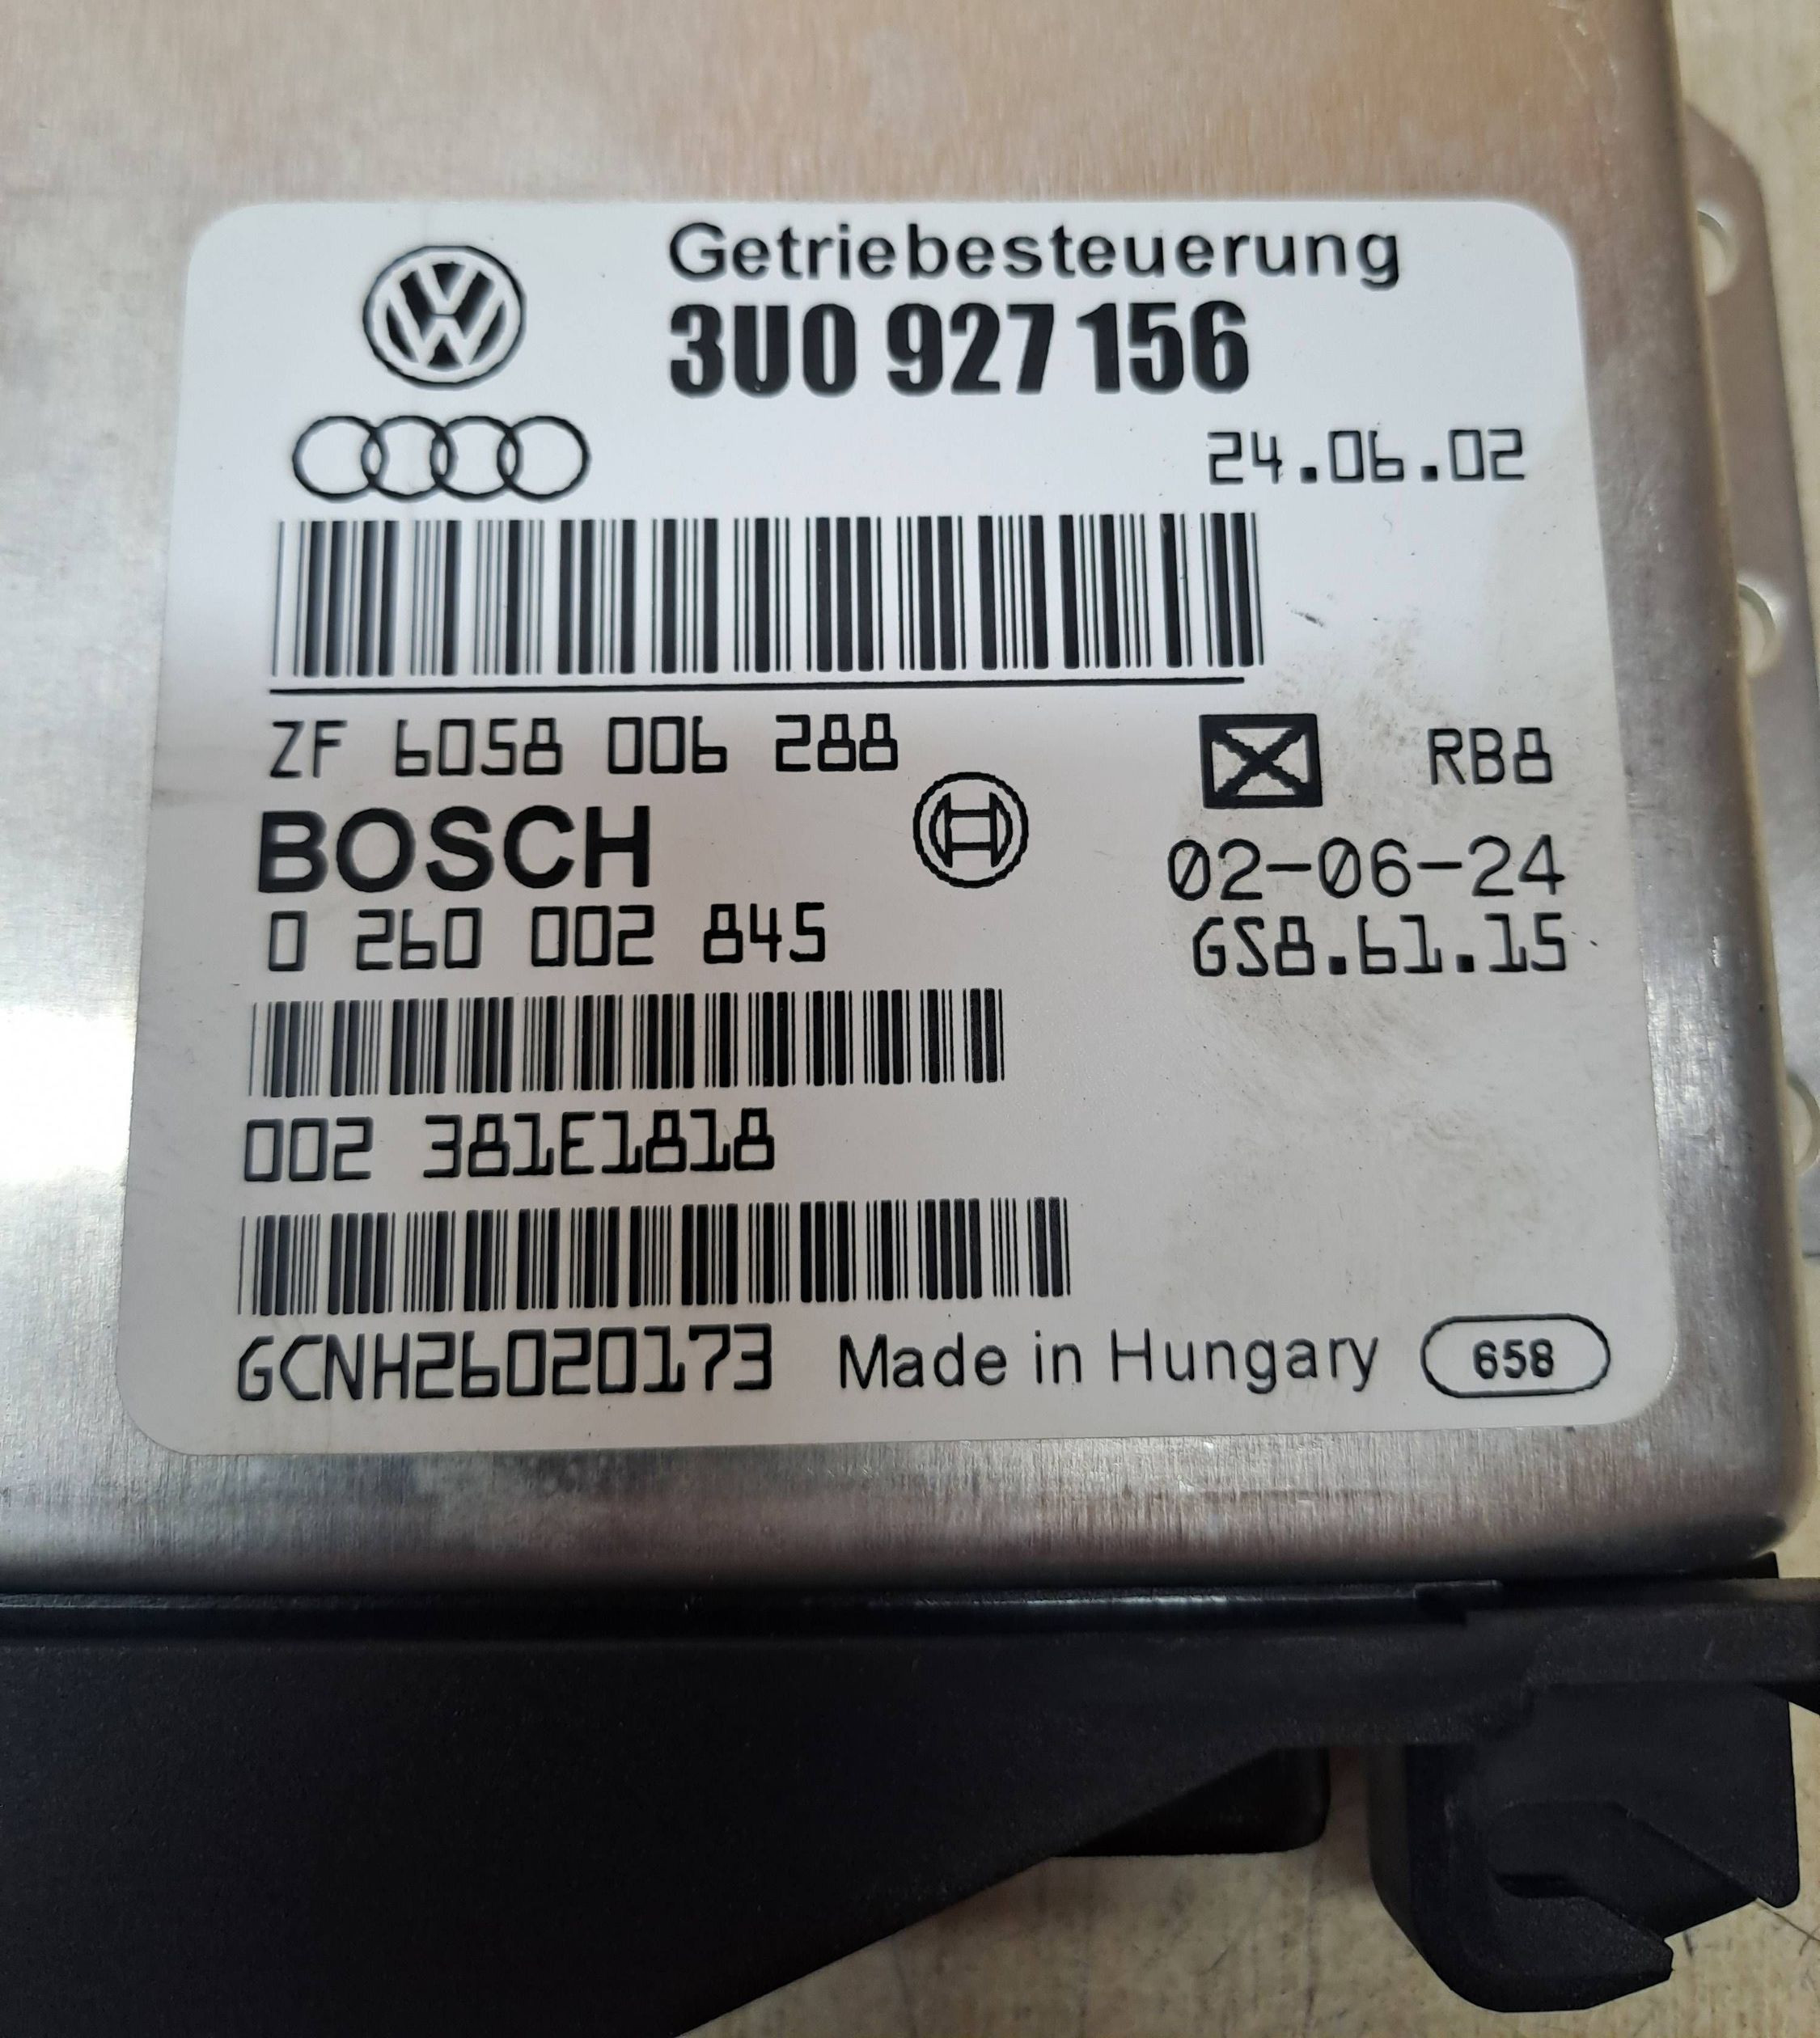 Getriebesteuerung
3U0 927 156
24.06.02
ZF 6058 006 288
RB8
BOSCH
02-06-24
0 260 002 845
GS8.61.15
002 381E1818
GCNH26020173 Made in Hungary 658